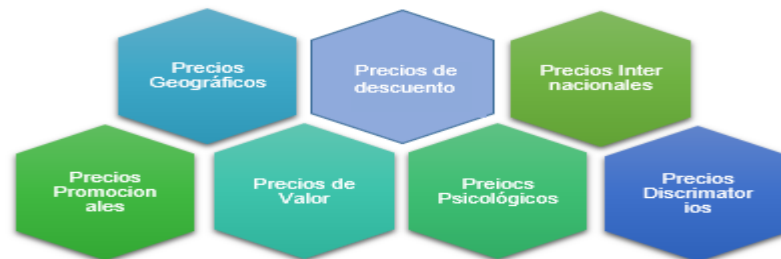 Precios
Geográficos
Precios de
descuento
Precios Inter
nacionales
Precios
Promocion
ales
Precios de
Valor
Preiocs
Psicológicos
Precios
Discrimator
ios